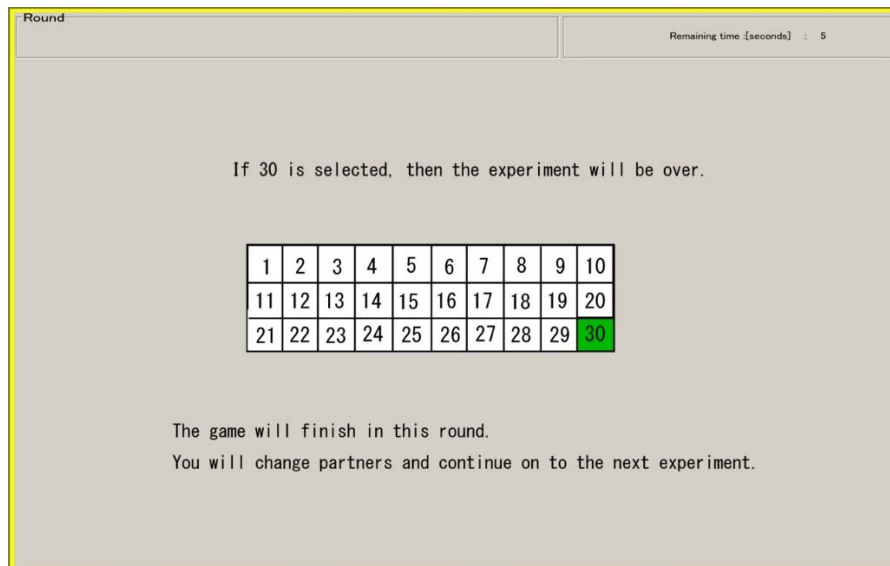 Round
Remaining time :[seconds] : 5
If 30 is selected, then the experiment will be over.
1 2 3 4 5 6 7 8 9 10
11 12 13 14 15 16 17 18 19 20
21 22 23 24 25 26 27 28 29 30
The game will finish in this round.
You will change partners and continue on to the next experiment.